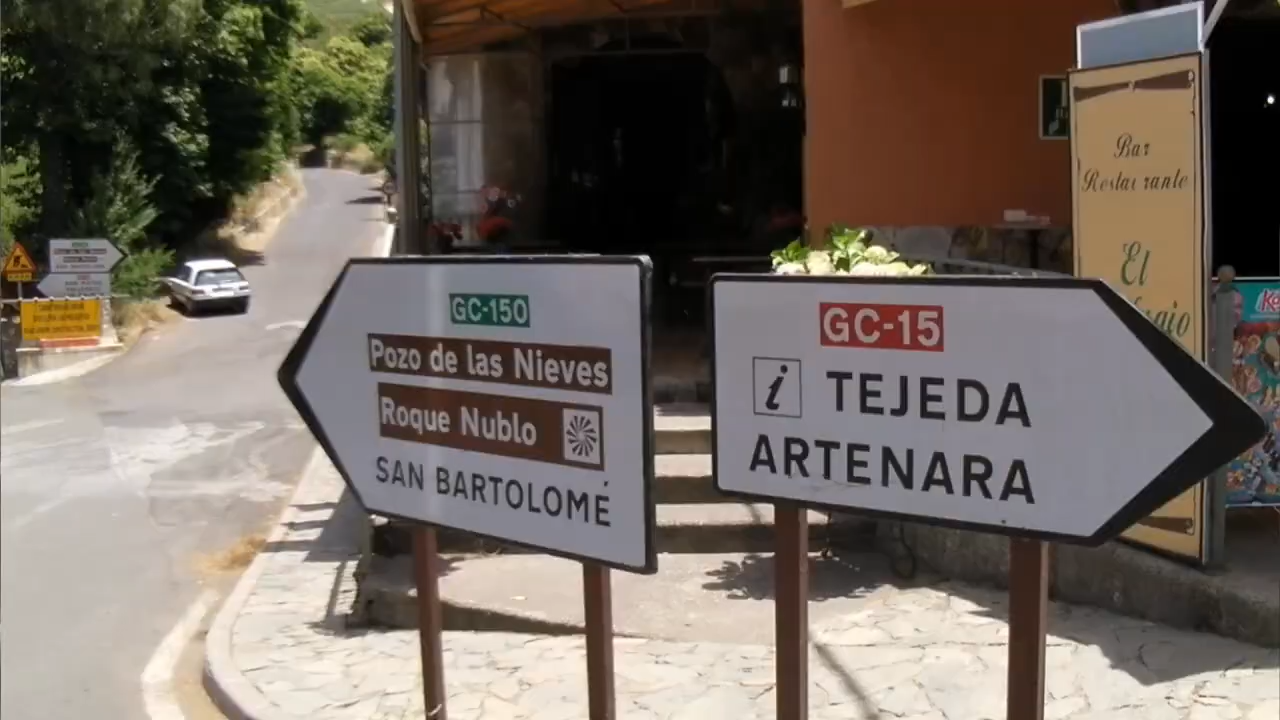 GC-150
Pozo de las Nieves
Roque Nublo
SAN BARTOLOMÉ
GC-15
i TEJEDA
ARTENARA
Bar
Restaurante
El